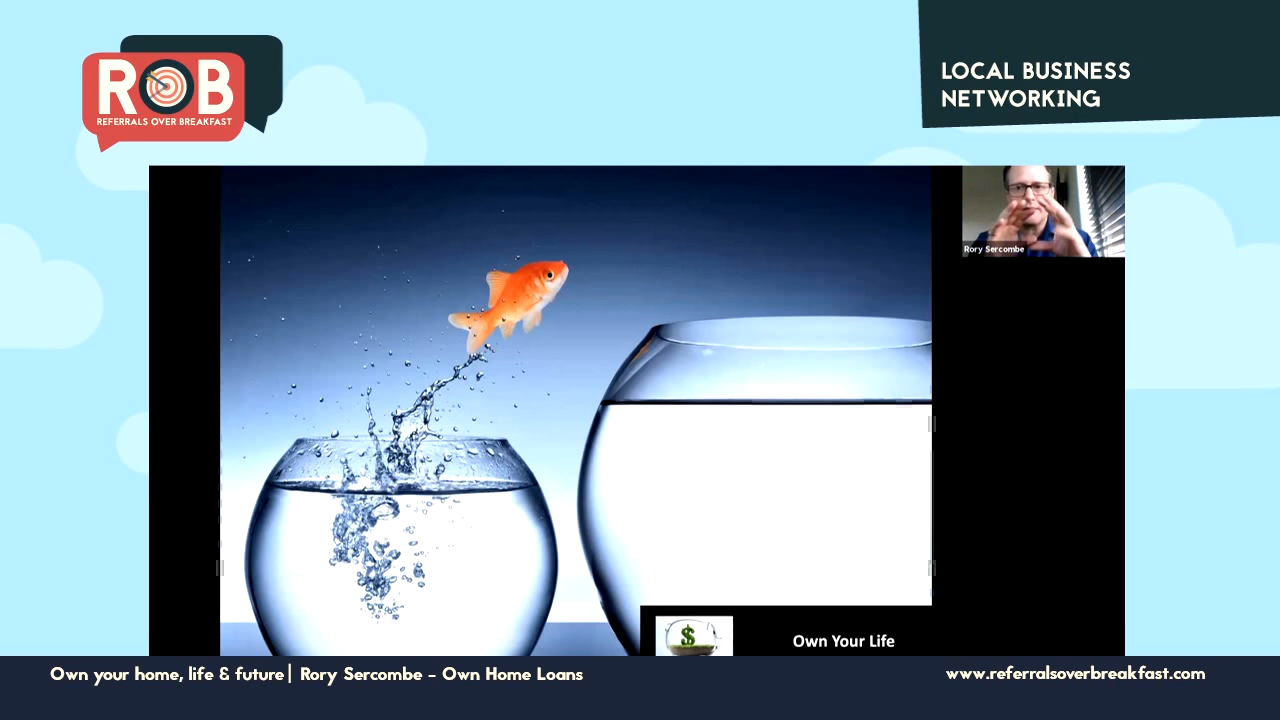 ROB
REFERRALS OVER BREAKFAST
LOCAL BUSINESS
NETWORKING
Rory Sercombe
$
Own Your Life
Own your home, life & future| Rory Sercombe - Own Home Loans
www.referralsoverbreakfast.com